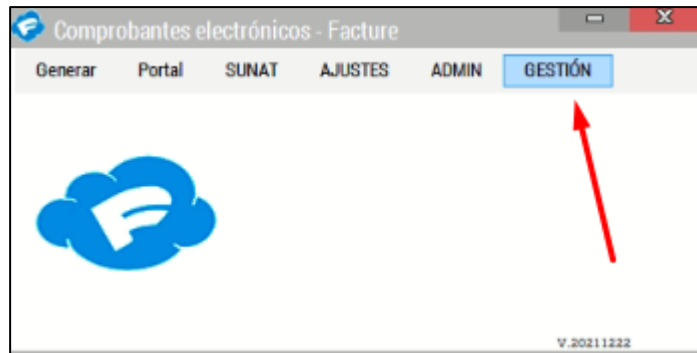 Comprobantes electrónicos - Facture
Generar Portal SUNAT AJUSTES ADMIN GESTIÓN
F
V.20211222